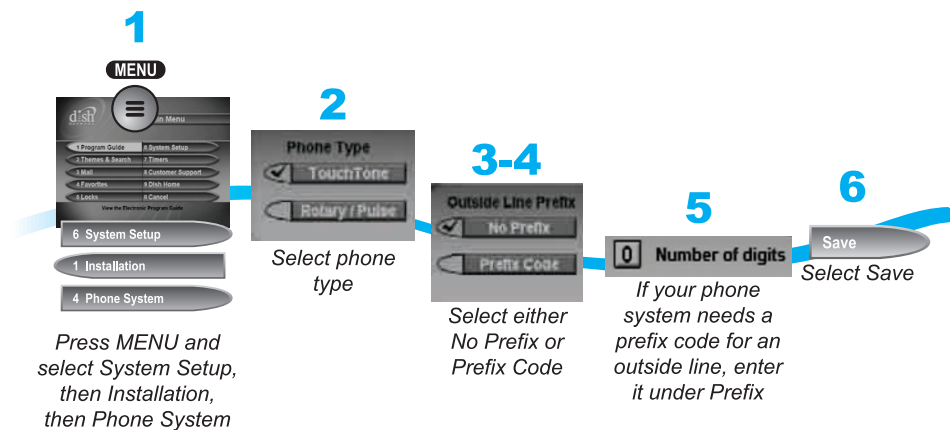 1
MENU
dish
NETWORK
Main Menu
1 Program Guide
6 System Setup
2 Themes & Search
7 Timers
3 Mail
8 Customer Support
4 Favorites
9 Dish Home
5 Locks
0 Cancel
View the Electronic Program Guide
6 System Setup
1 Installation
4 Phone System
Press MENU and
select System Setup,
then Installation,
then Phone System
2
Phone Type
TouchTone
Rotary / Pulse
Select phone
type
3-4
Outside Line Prefix
No Prefix
Prefix Code
Select either
No Prefix or
Prefix Code
5
0 Number of digits
If your phone
system needs a
prefix code for an
outside line, enter
it under Prefix
6
Save
Select Save